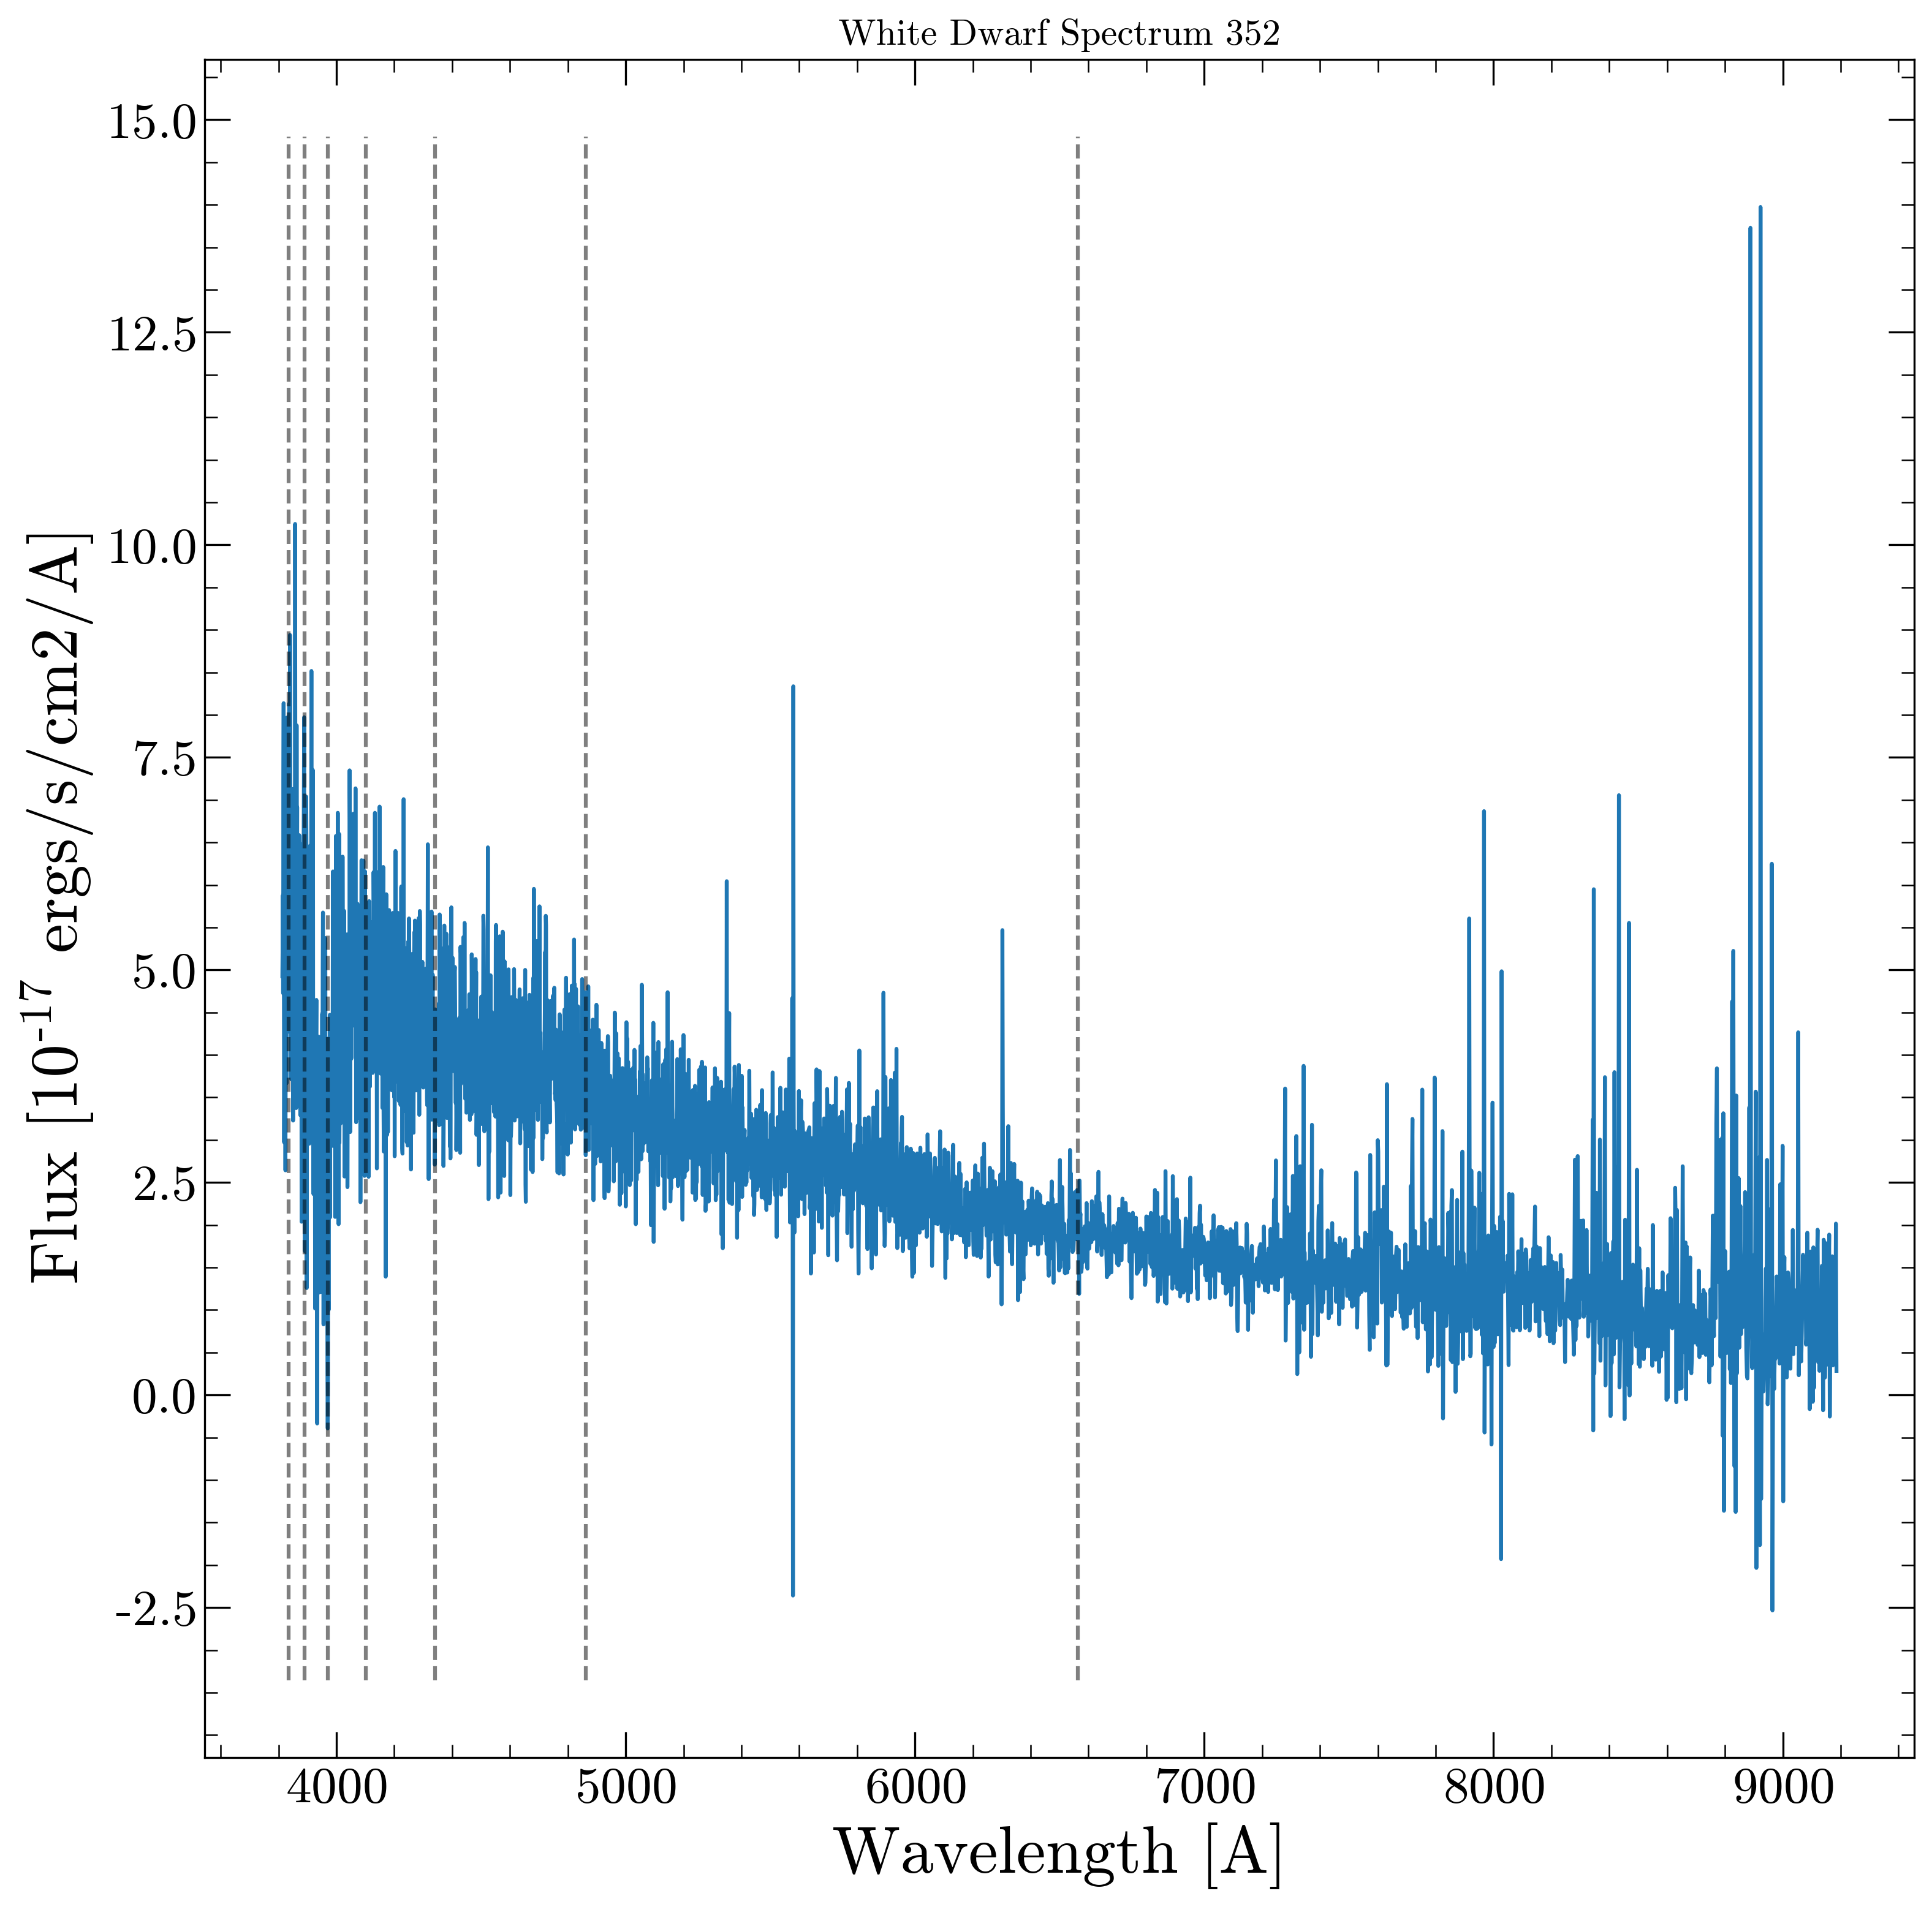 White Dwarf Spectrum 352
15.0
12.5
10.0
7.5
5.0
2.5
0.0
-2.5
Flux [10⁻¹⁷ ergs/s/cm2/A]
4000 5000 6000 7000 8000 9000
Wavelength [A]